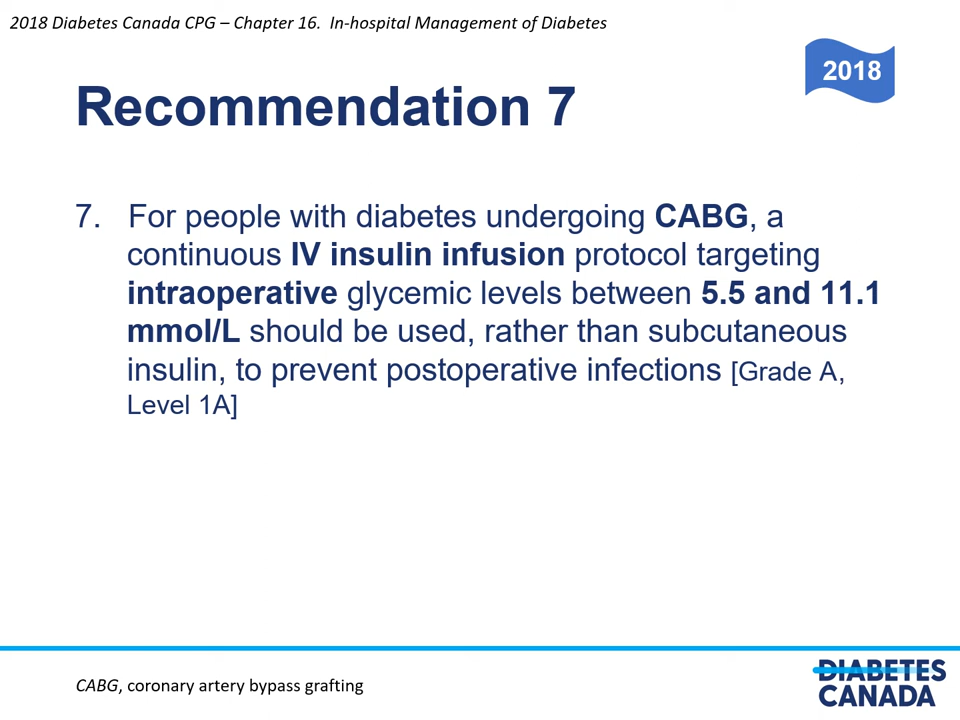 2018 Diabetes Canada CPG – Chapter 16. In-hospital Management of Diabetes
2018
Recommendation 7
7. For people with diabetes undergoing CABG, a
continuous IV insulin infusion protocol targeting
intraoperative glycemic levels between 5.5 and 11.1
mmol/L should be used, rather than subcutaneous
insulin, to prevent postoperative infections [Grade A,
Level 1A]
CABG, coronary artery bypass grafting
DIABETES
CANADA